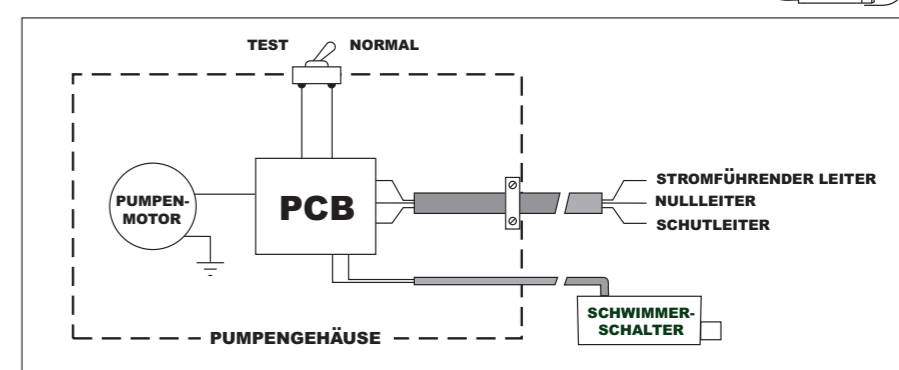 TEST NORMAL
PUMPEN-
MOTOR
PCB
STROMFÜHRENDER LEITER
NULLLEITER
SCHUTLEITER
SCHWIMMER-
SCHALTER
PUMPENGEHÄUSE